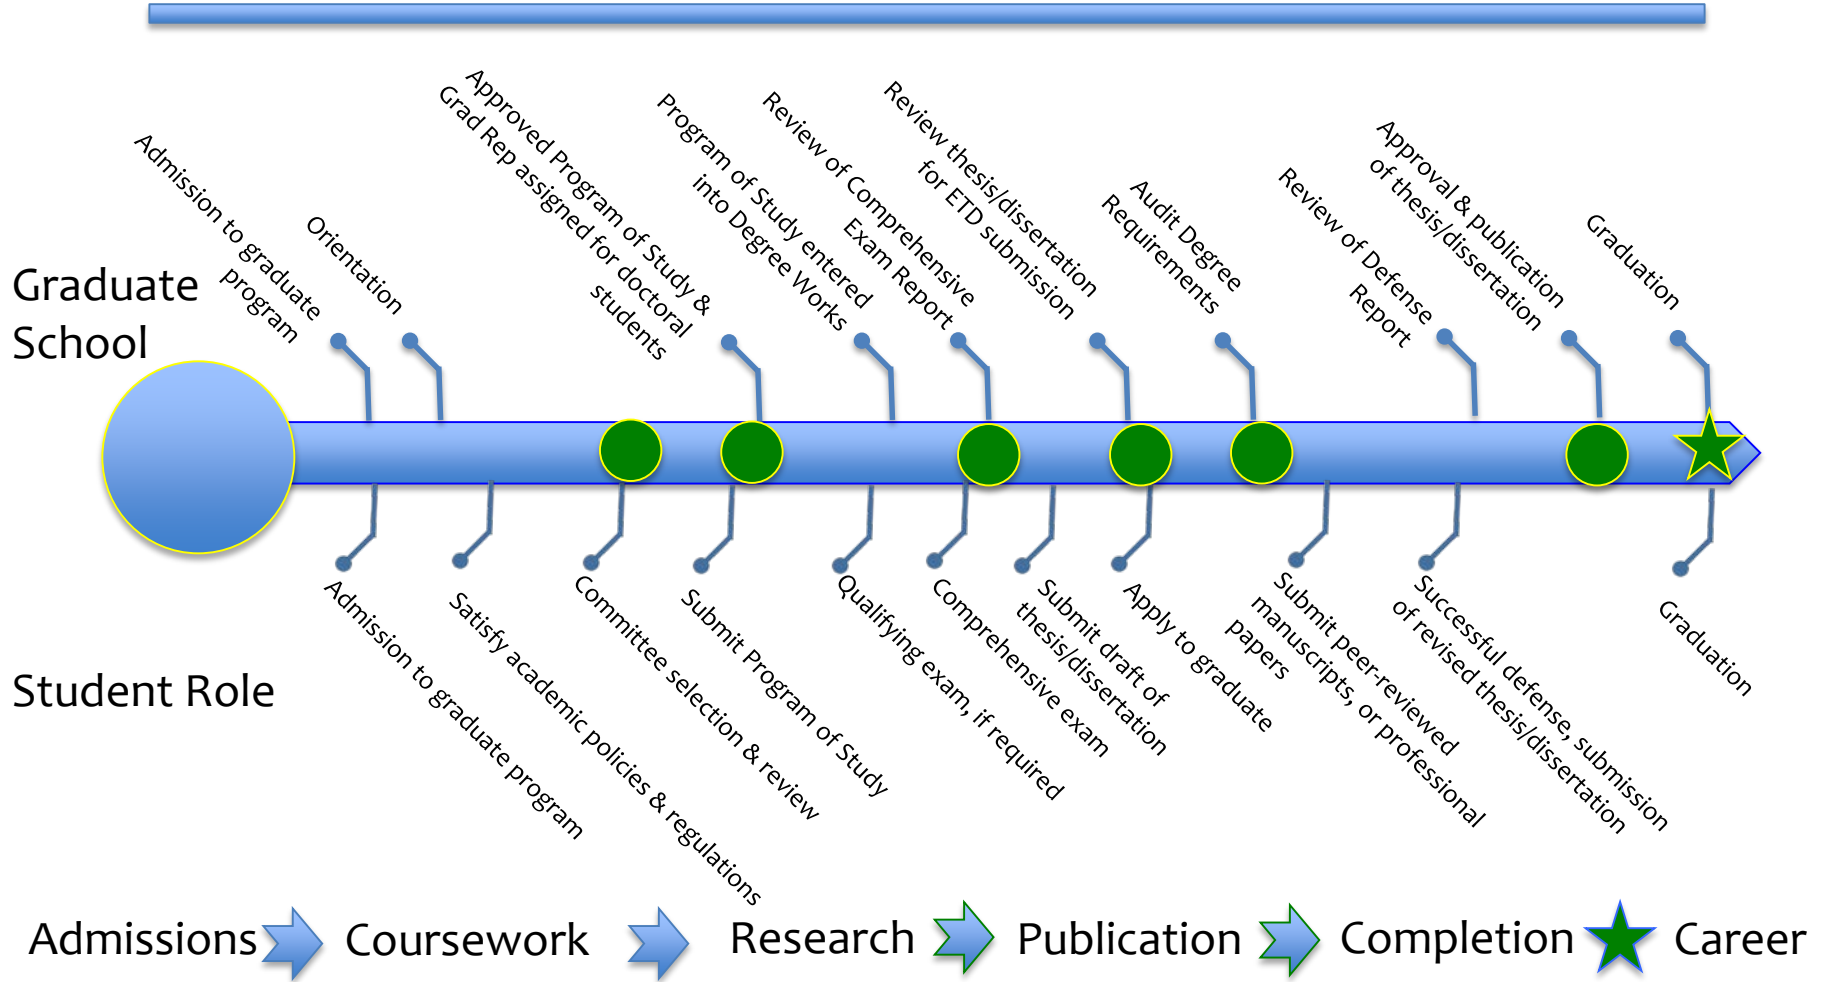 Graduate
School
Admission to graduate
program
Orientation
Approved Program of Study &
Grad Rep assigned for doctoral
students
Program of Study entered
into Degree Works
Review of Comprehensive
Exam Report
Review thesis/dissertation
for ETD submission
Audit Degree
Requirements
Review of Defense
Report
Approval & publication
of thesis/dissertation
Graduation
Student Role
Admission to graduate program
Satisfy academic policies & regulations
Committee selection & review
Submit Program of Study
Qualifying exam, if required
Comprehensive exam
Submit draft of
thesis/dissertation
Apply to graduate
Submit peer-reviewed
manuscripts, or professional
papers
Successful defense, submission
of revised thesis/dissertation
Graduation
Admissions Coursework Research Publication Completion Career